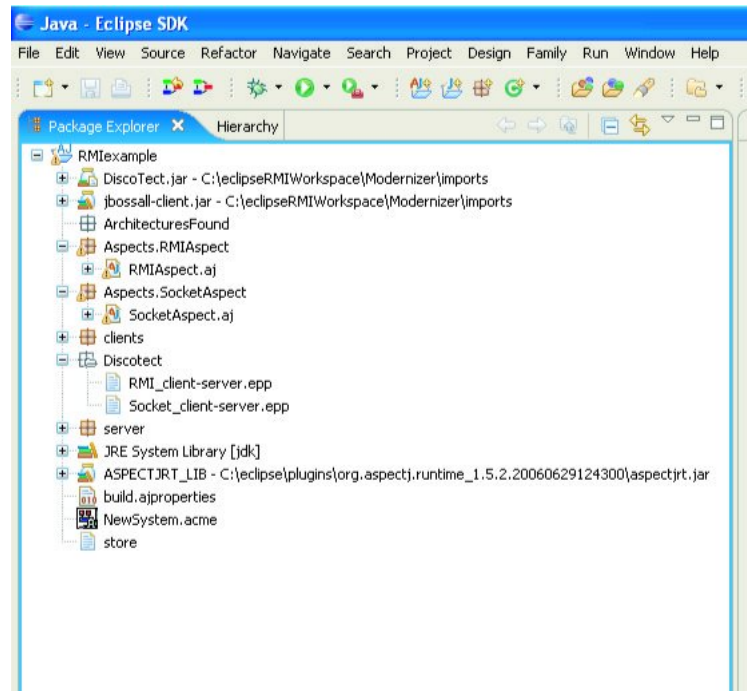 Java - Eclipse SDK
File Edit View Source Refactor Navigate Search Project Design Family Run Window Help
Package Explorer Hierarchy
RMIexample
DiscoTect.jar - C:\eclipseRMIWorkspace\Modernizer\imports
jbossall-client.jar - C:\eclipseRMIWorkspace\Modernizer\imports
ArchitecturesFound
Aspects.RMIAspect
RMIAspect.aj
Aspects.SocketAspect
SocketAspect.aj
clients
Discotect
RMI_client-server.epp
Socket_client-server.epp
server
JRE System Library [jdk]
ASPECTJRT_LIB - C:\eclipse\plugins\org.aspectj.runtime_1.5.2.20060629124300\aspectjrt.jar
build.ajproperties
NewSystem.acme
store